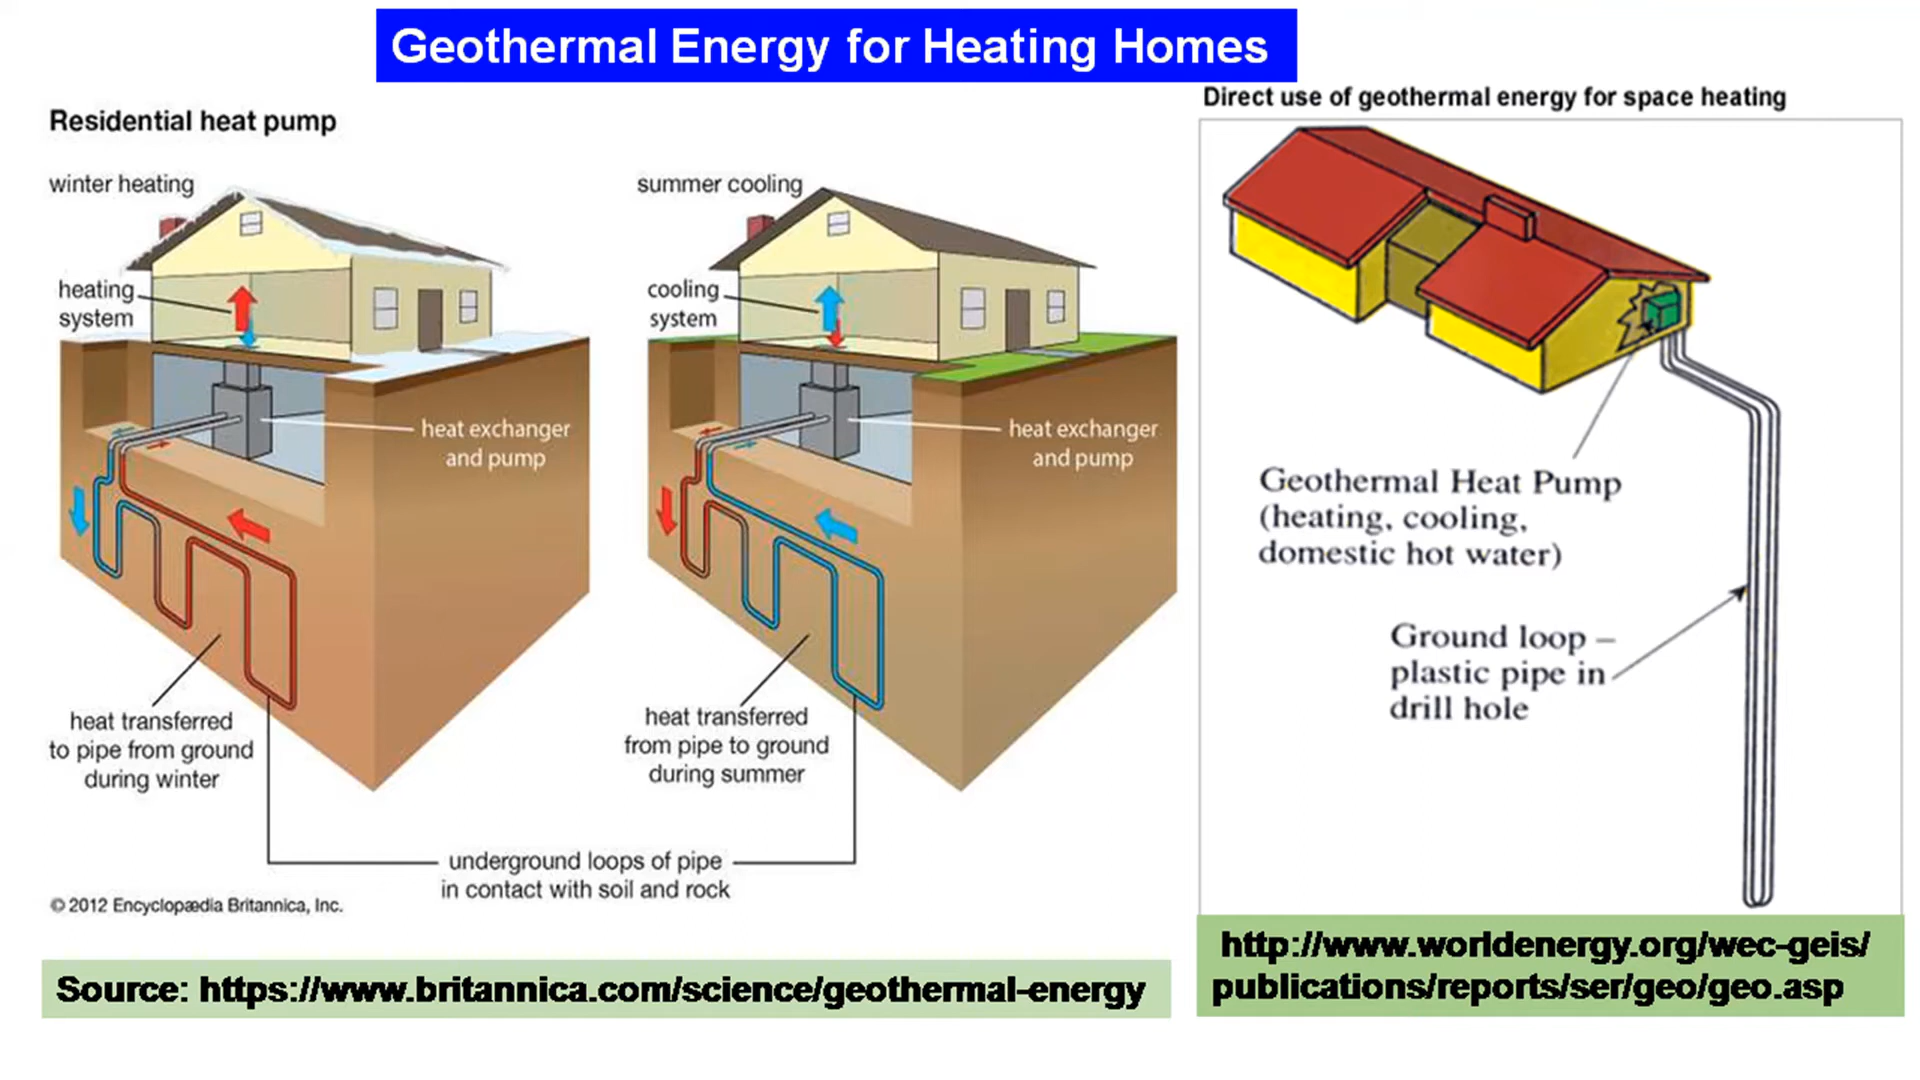 Geothermal Energy for Heating Homes
Residential heat pump
winter heating
heating
system
heat exchanger
and pump
heat transferred
to pipe from ground
during winter
summer cooling
cooling
system
heat exchanger
and pump
heat transferred
from pipe to ground
during summer
underground loops of pipe
in contact with soil and rock
© 2012 Encyclopædia Britannica, Inc.
Source: https://www.britannica.com/science/geothermal-energy
Direct use of geothermal energy for space heating
Geothermal Heat Pump
(heating, cooling,
domestic hot water)
Ground loop –
plastic pipe in
drill hole
http://www.worldenergy.org/wec-geis/
publications/reports/ser/geo/geo.asp